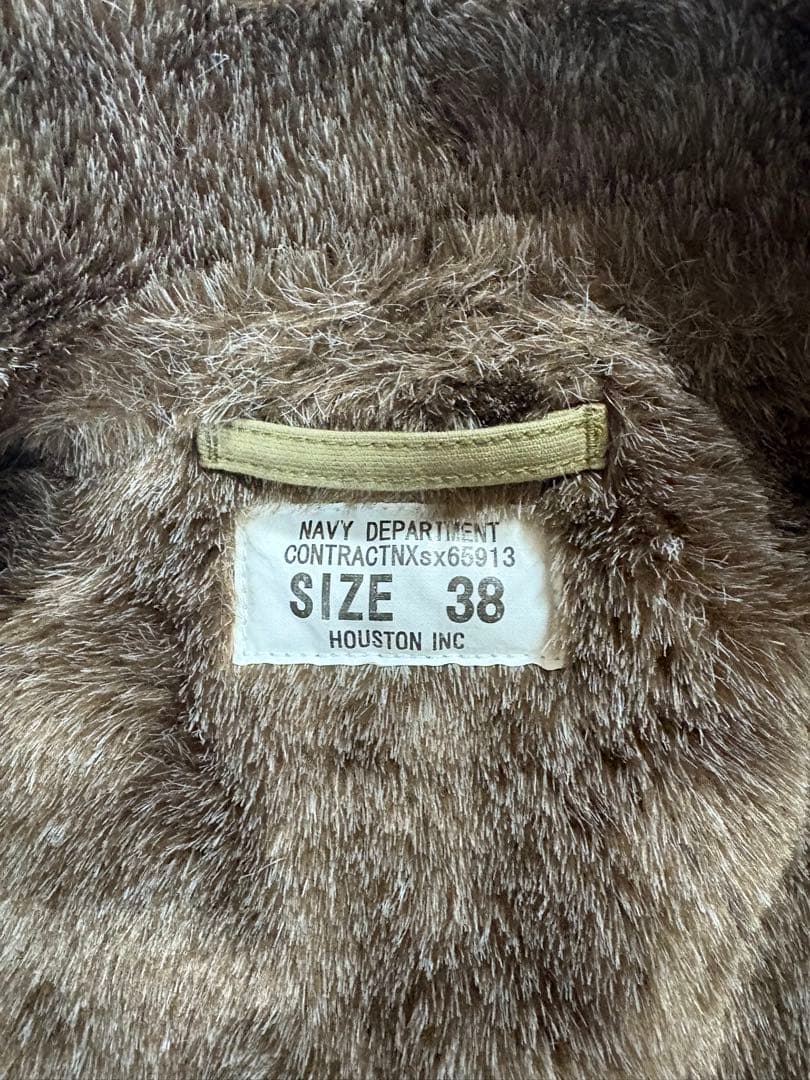 NAVY DEPARTMENT
CONTRACTNXsx65913
SIZE 38
HOUSTON INC